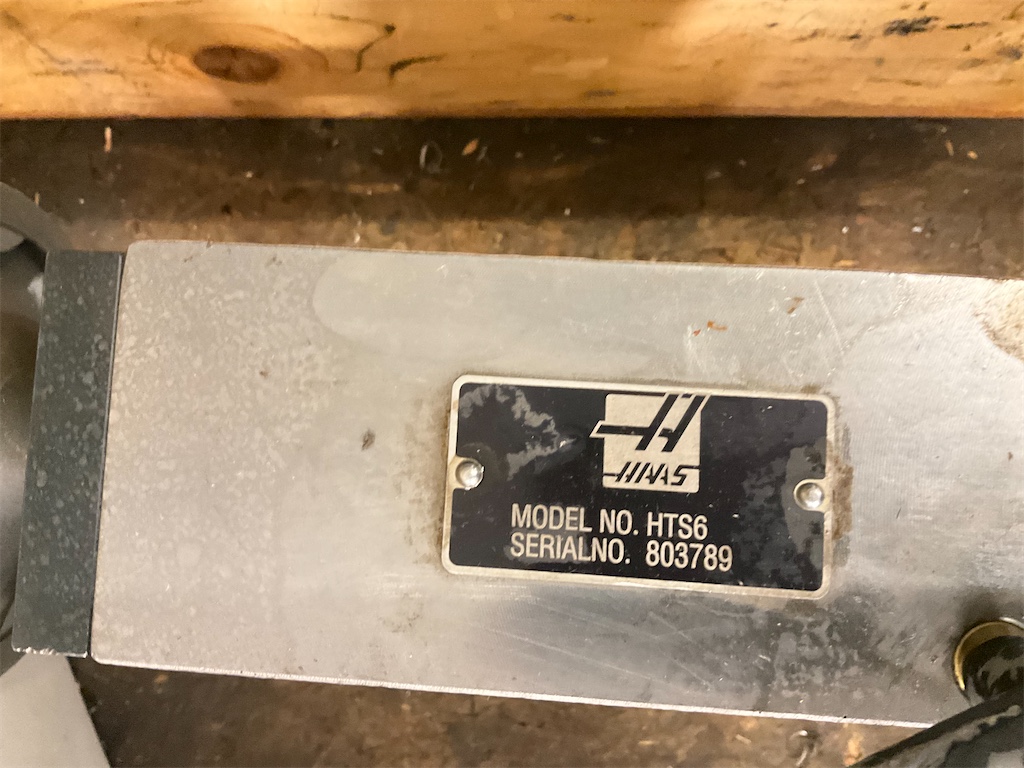 HAAS
MODEL NO. HTS6
SERIALNO. 803789